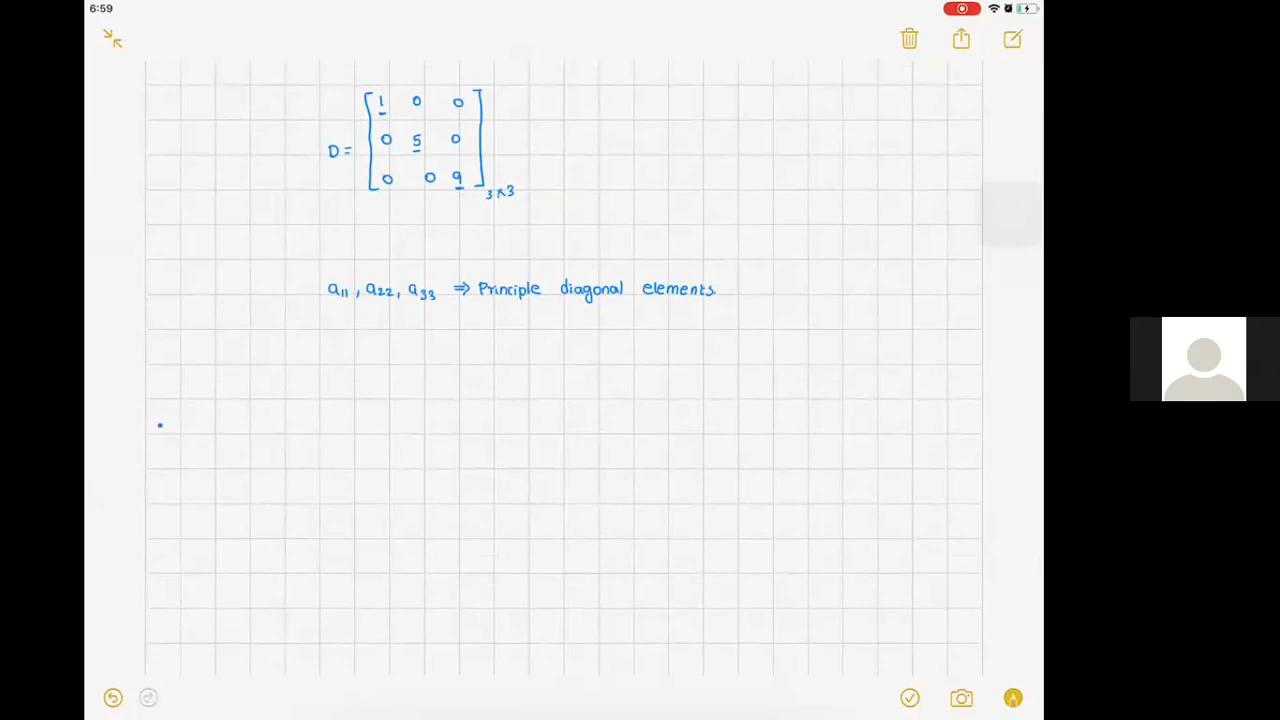 6:59
D = [ 1 0 0
0 5 0
0 0 9 ] 3×3
a11, a22, a33 ⇒ Principle diagonal elements.